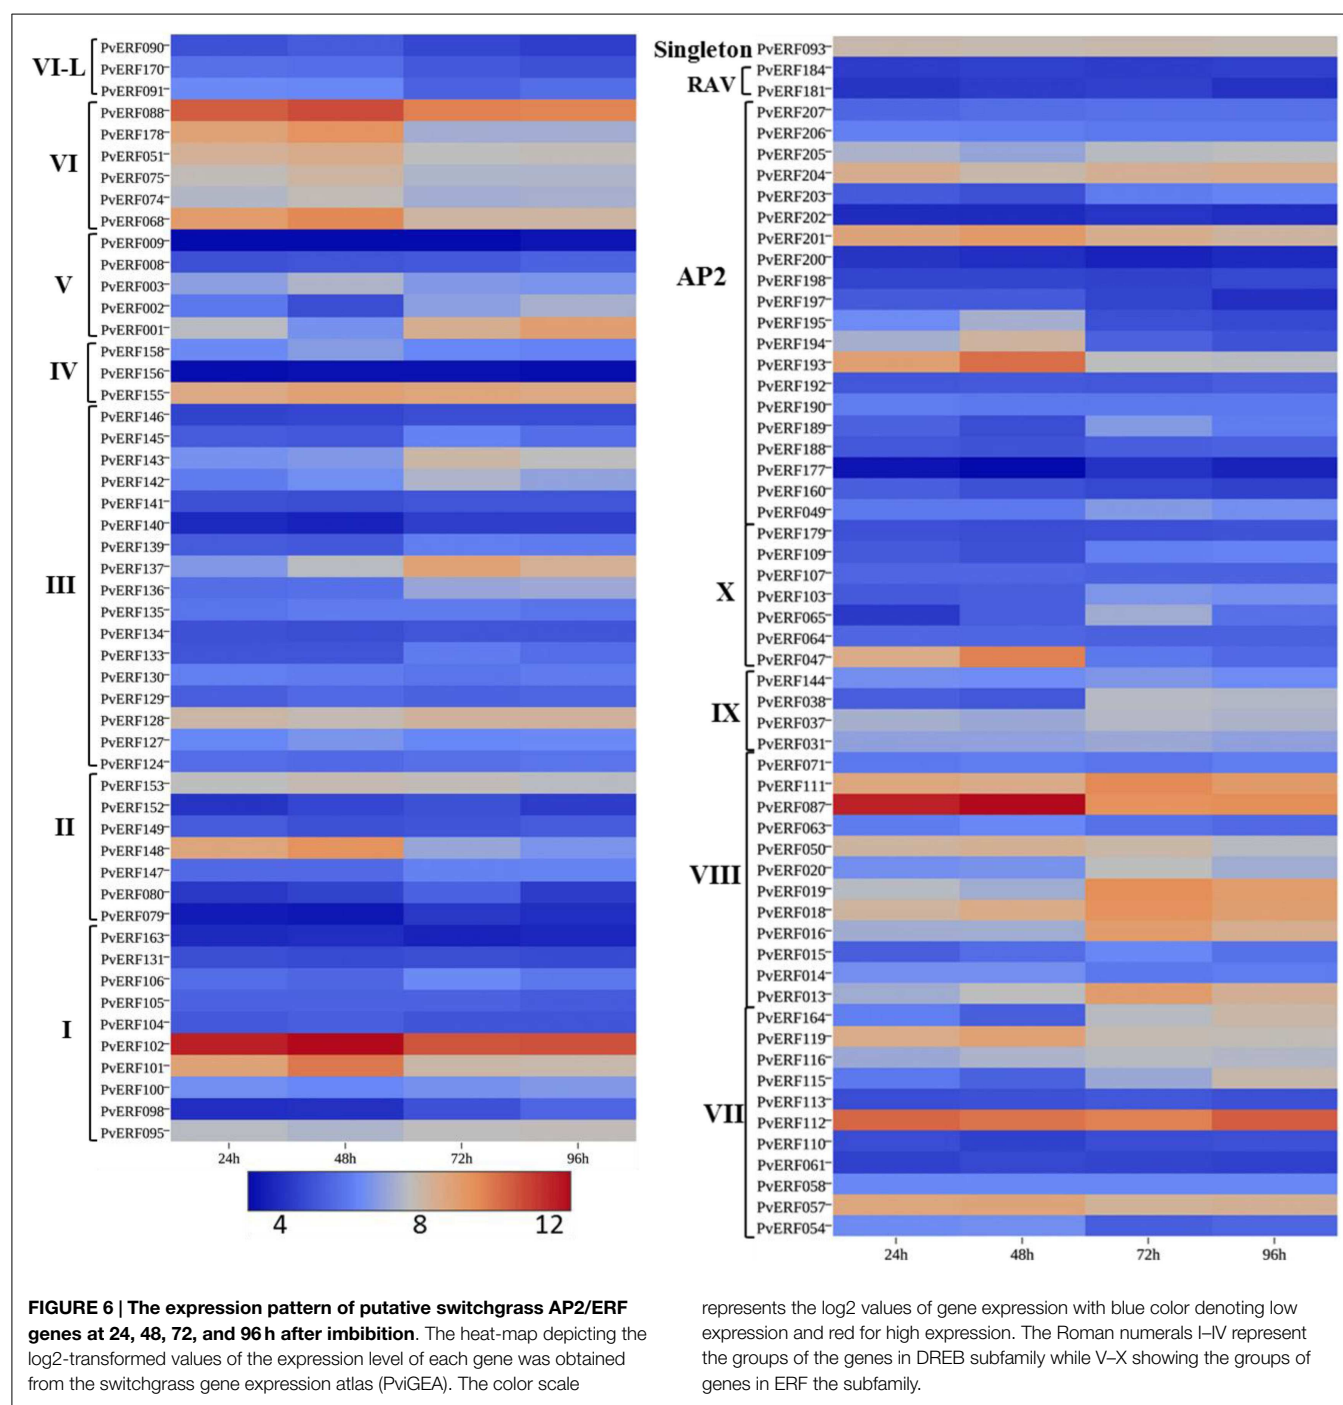 VI-L
PvERF090
PvERF170
PvERF091
VI
PvERF088
PvERF178
PvERF051
PvERF075
PvERF074
PvERF068
V
PvERF009
PvERF008
PvERF003
PvERF002
PvERF001
IV
PvERF158
PvERF156
PvERF155
III
PvERF146
PvERF145
PvERF143
PvERF142
PvERF141
PvERF140
PvERF139
PvERF137
PvERF136
PvERF135
PvERF134
PvERF133
PvERF130
PvERF129
PvERF128
PvERF127
PvERF124
II
PvERF153
PvERF152
PvERF149
PvERF148
PvERF147
PvERF080
PvERF079
I
PvERF163
PvERF131
PvERF106
PvERF105
PvERF104
PvERF102
PvERF101
PvERF100
PvERF098
PvERF095
24h 48h 72h 96h
4 8 12
Singleton PvERF093
RAV
PvERF184
PvERF181
AP2
PvERF207
PvERF206
PvERF205
PvERF204
PvERF203
PvERF202
PvERF201
PvERF200
PvERF198
PvERF197
PvERF195
PvERF194
PvERF193
PvERF192
PvERF190
PvERF189
PvERF188
PvERF177
PvERF160
PvERF049
X
PvERF179
PvERF109
PvERF107
PvERF103
PvERF065
PvERF064
PvERF047
IX
PvERF144
PvERF038
PvERF037
PvERF031
VIII
PvERF071
PvERF111
PvERF087
PvERF063
PvERF050
PvERF020
PvERF019
PvERF018
PvERF016
PvERF015
PvERF014
PvERF013
VII
PvERF164
PvERF119
PvERF116
PvERF115
PvERF113
PvERF112
PvERF110
PvERF061
PvERF058
PvERF057
PvERF054
24h 48h 72h 96h
FIGURE 6 | The expression pattern of putative switchgrass AP2/ERF
genes at 24, 48, 72, and 96 h after imbibition. The heat-map depicting the
log2-transformed values of the expression level of each gene was obtained
from the switchgrass gene expression atlas (PviGEA). The color scale
represents the log2 values of gene expression with blue color denoting low
expression and red for high expression. The Roman numerals I–IV represent
the groups of the genes in DREB subfamily while V–X showing the groups of
genes in ERF the subfamily.